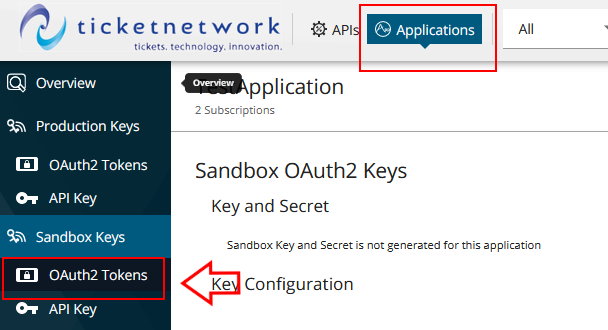 ticketnetwork
tickets. technology. innovation.
APIs
Applications
All
Overview
Overview
TestApplication
2 Subscriptions
Production Keys
OAuth2 Tokens
API Key
Sandbox Keys
OAuth2 Tokens
API Key
Sandbox OAuth2 Keys
Key and Secret
Sandbox Key and Secret is not generated for this application
Key Configuration